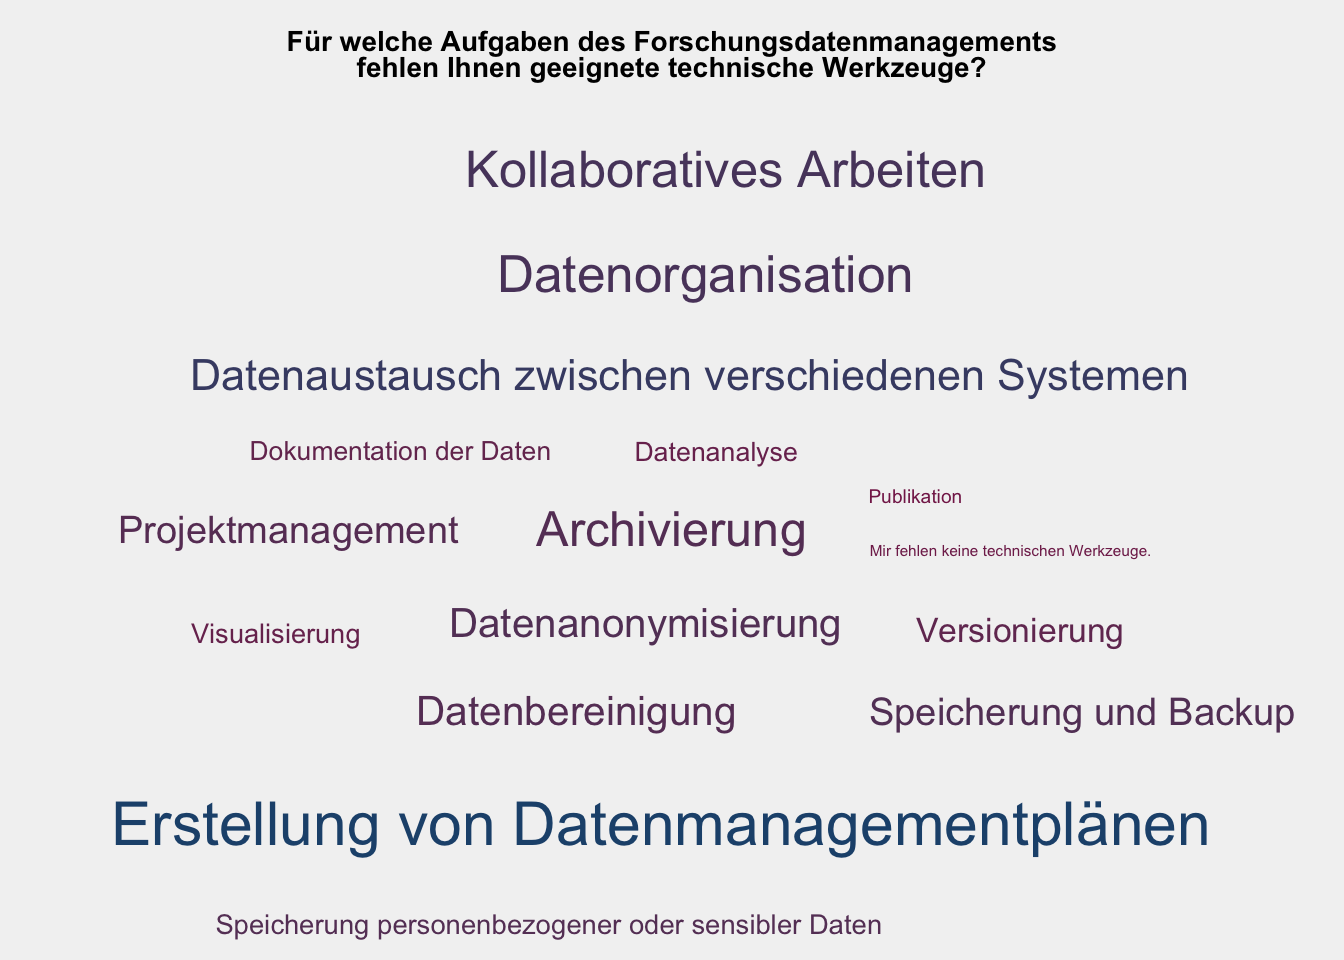 Für welche Aufgaben des Forschungsdatenmanagements
fehlen Ihnen geeignete technische Werkzeuge?
Kollaboratives Arbeiten
Datenorganisation
Datenaustausch zwischen verschiedenen Systemen
Dokumentation der Daten
Datenanalyse
Publikation
Projektmanagement
Archivierung
Mir fehlen keine technischen Werkzeuge.
Visualisierung
Datenanonymisierung
Versionierung
Datenbereinigung
Speicherung und Backup
Erstellung von Datenmanagementplänen
Speicherung personenbezogener oder sensibler Daten